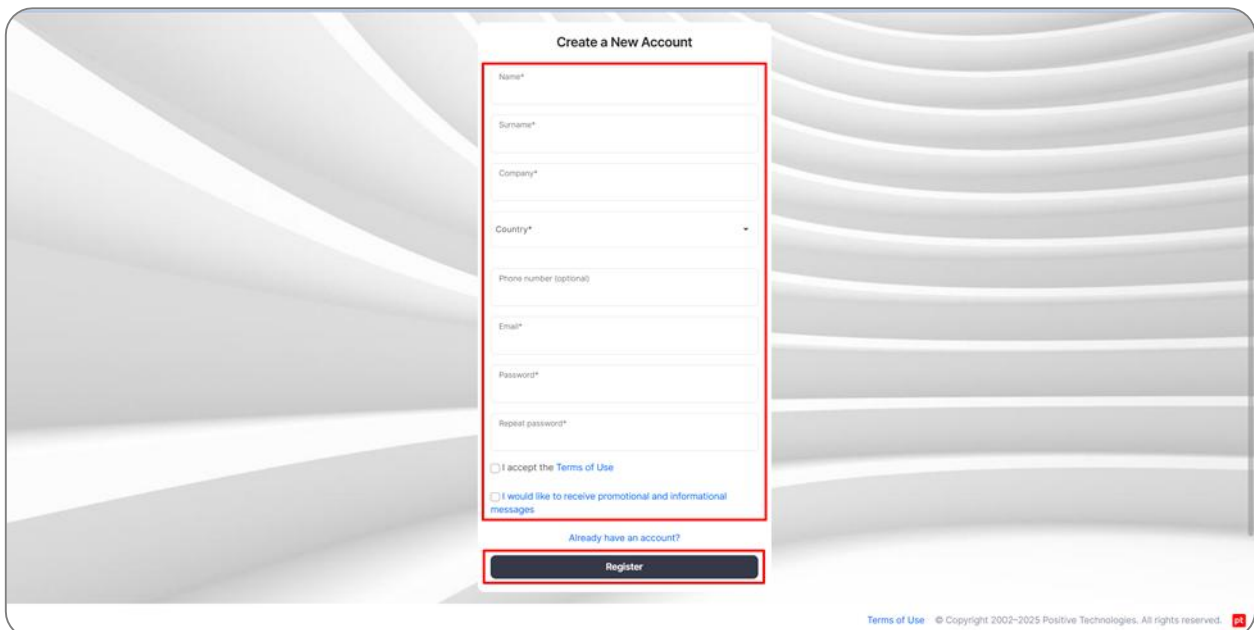 Create a New Account
Name*
Surname*
Company*
Country*
Phone number (optional)
Email*
Password*
Repeat password*
I accept the Terms of Use
I would like to receive promotional and informational
messages
Already have an account?
Register
Terms of Use © Copyright 2002–2025 Positive Technologies. All rights reserved. pt